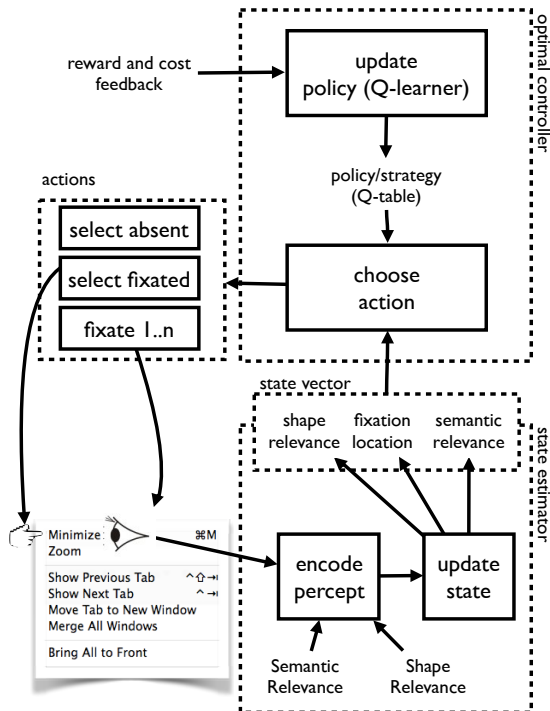 optimal controller
reward and cost
feedback
update
policy (Q-learner)
policy/strategy
(Q-table)
actions
select absent
select fixated
fixate 1..n
choose
action
state vector
shape
relevance
fixation
location
semantic
relevance
state estimator
Minimize ⌘M
Zoom
Show Previous Tab ^⇧⇥
Show Next Tab ^⇥
Move Tab to New Window
Merge All Windows
Bring All to Front
encode
percept
update
state
Semantic
Relevance
Shape
Relevance